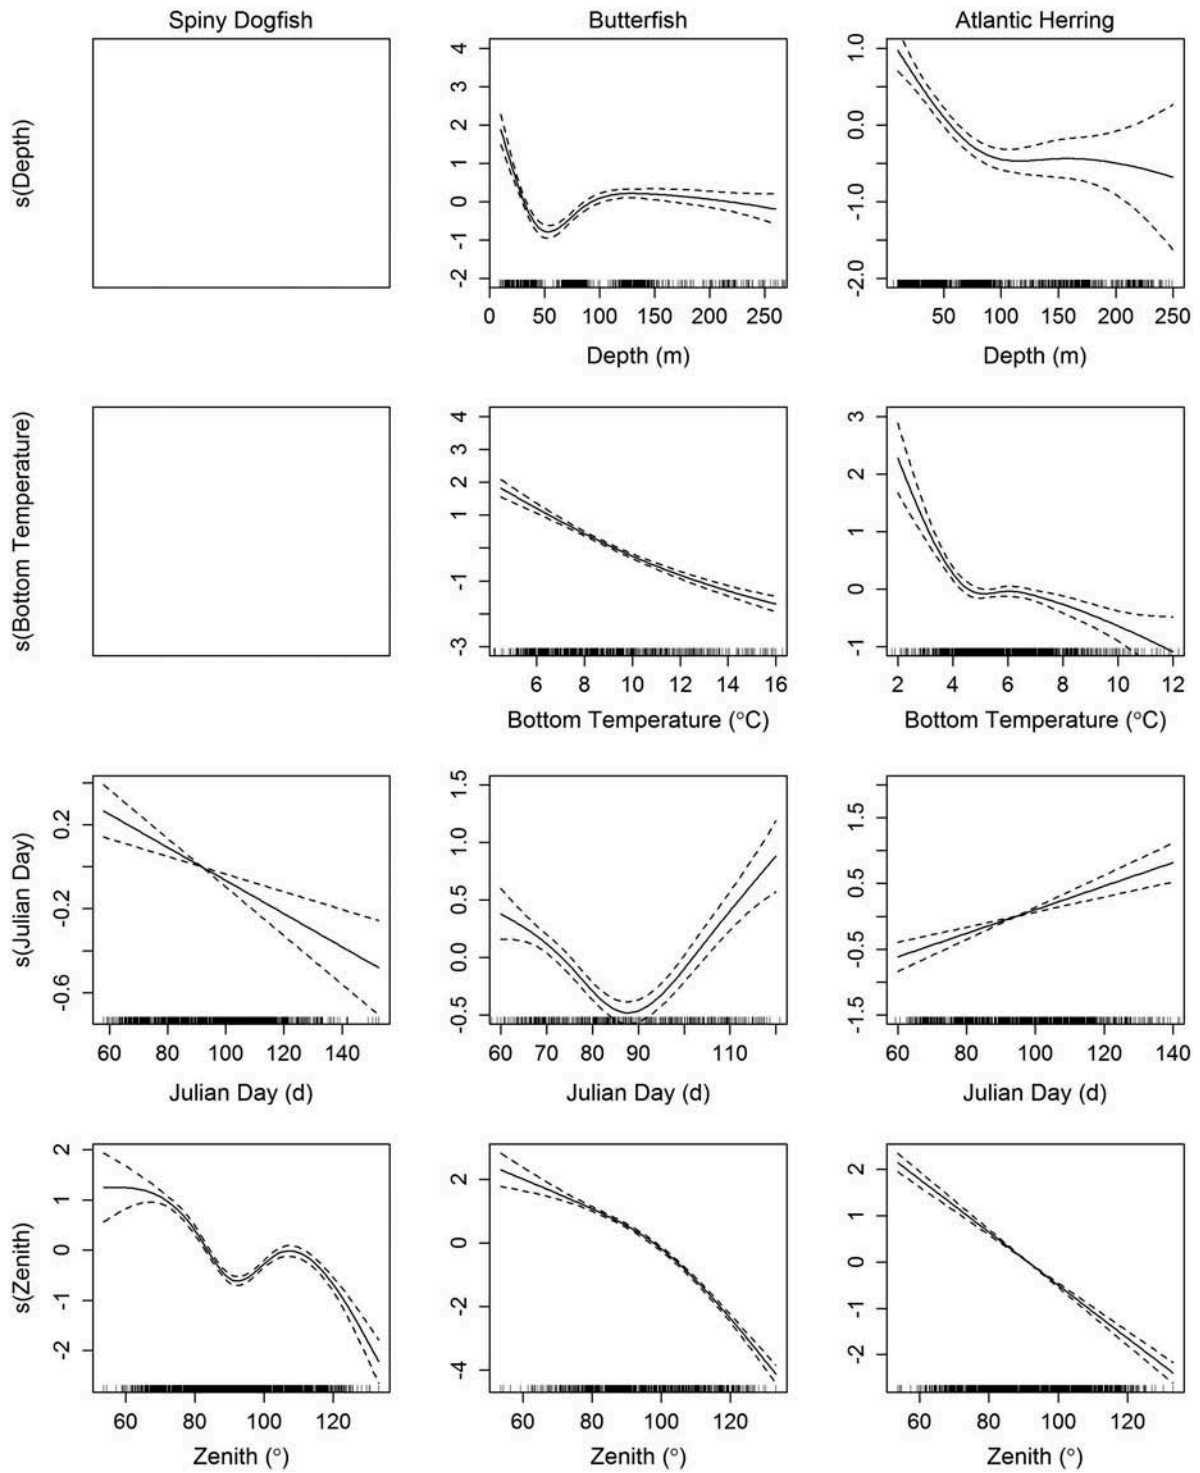 Spiny Dogfish Butterfish Atlantic Herring
s(Depth)
4
3
2
1
0
-1
-2
0 50 100 150 200 250
Depth (m)
1.0
0.0
-1.0
-2.0
50 100 150 200 250
Depth (m)
s(Bottom Temperature)
4
3
2
1
-1
-3
6 8 10 12 14 16
Bottom Temperature (°C)
3
2
1
0
-1
2 4 6 8 10 12
Bottom Temperature (°C)
s(Julian Day)
0.2
-0.2
-0.6
60 80 100 120 140
Julian Day (d)
1.5
1.0
0.5
0.0
-0.5
60 70 80 90 110
Julian Day (d)
1.5
0.5
-0.5
-1.5
60 80 100 120 140
Julian Day (d)
s(Zenith)
2
1
0
-1
-2
60 80 100 120
Zenith (°)
2
0
-2
-4
60 80 100 120
Zenith (°)
2
1
0
-1
-2
60 80 100 120
Zenith (°)